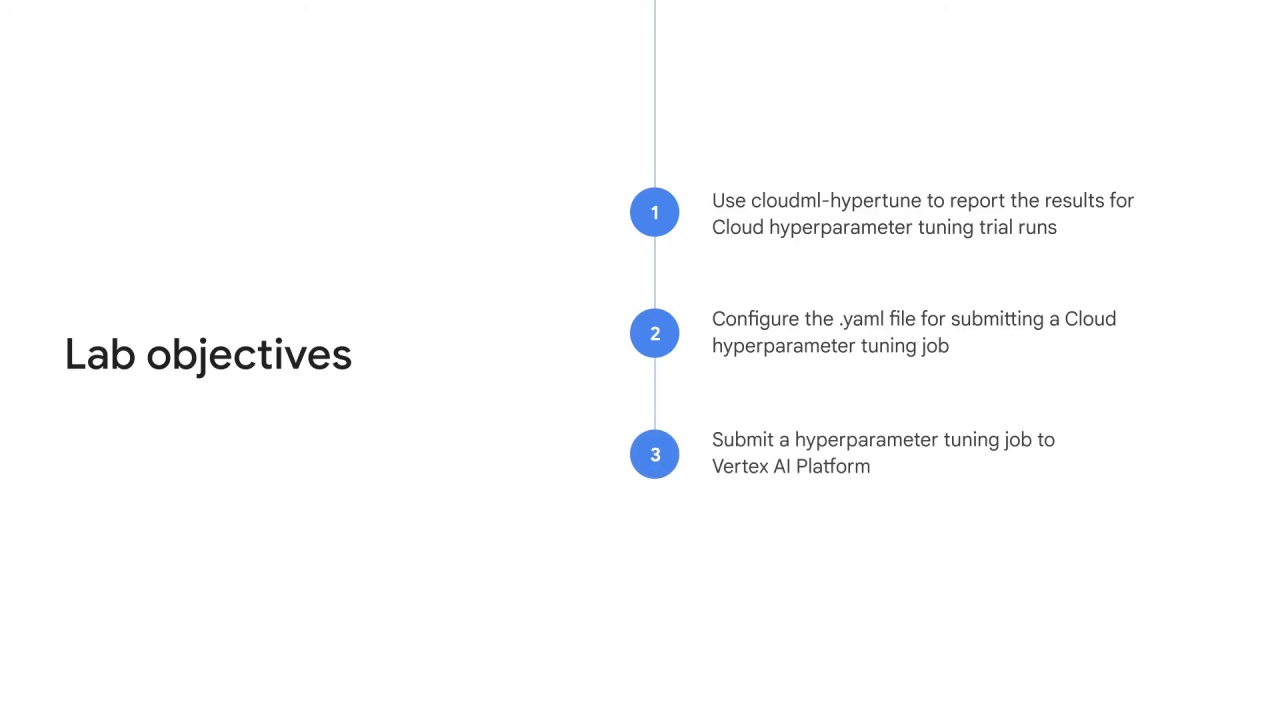 Lab objectives
1
Use cloudml-hypertune to report the results for
Cloud hyperparameter tuning trial runs
2
Configure the .yaml file for submitting a Cloud
hyperparameter tuning job
3
Submit a hyperparameter tuning job to
Vertex AI Platform